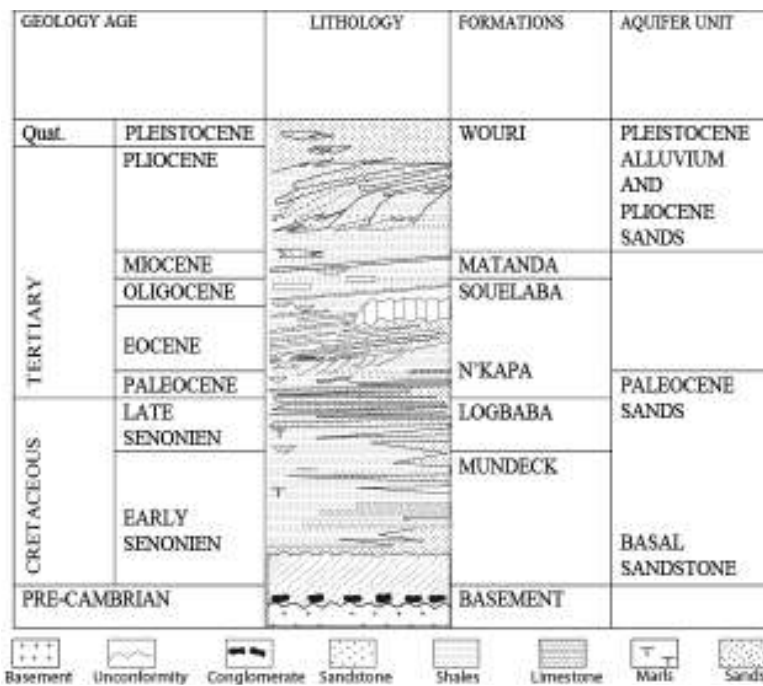 GEOLOGY AGE LITHOLOGY FORMATIONS AQUIFER UNIT
Quat. PLEISTOCENE WOURI PLEISTOCENE
PLIOCENE ALLUVIUM
AND
PLIOCENE
SANDS
MIOCENE MATANDA
OLIGOCENE SOUELABA
TERTIARY
EOCENE
N'KAPA
PALEOCENE PALEOCENE
LATE LOGBABA SANDS
SENONIEN
MUNDECK
CRETACEOUS
EARLY
SENONIEN BASAL
SANDSTONE
PRE-CAMBRIAN BASEMENT
Basement Unconformity Conglomerate Sandstone Shales Limestone Marls Sands